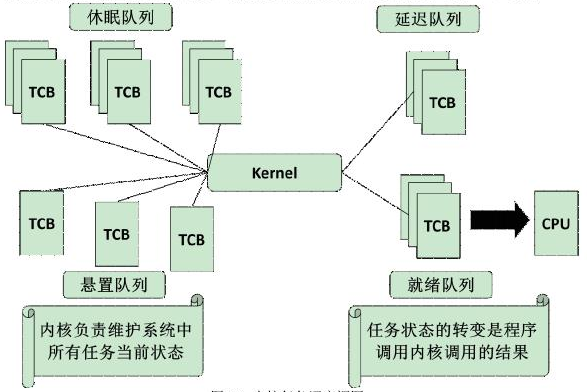 休眠队列
延迟队列
TCB
TCB
TCB
TCB
Kernel
TCB
TCB
TCB
TCB
CPU
悬置队列
就绪队列
内核负责维护系统中
所有任务当前状态
任务状态的转变是程序
调用内核调用的结果